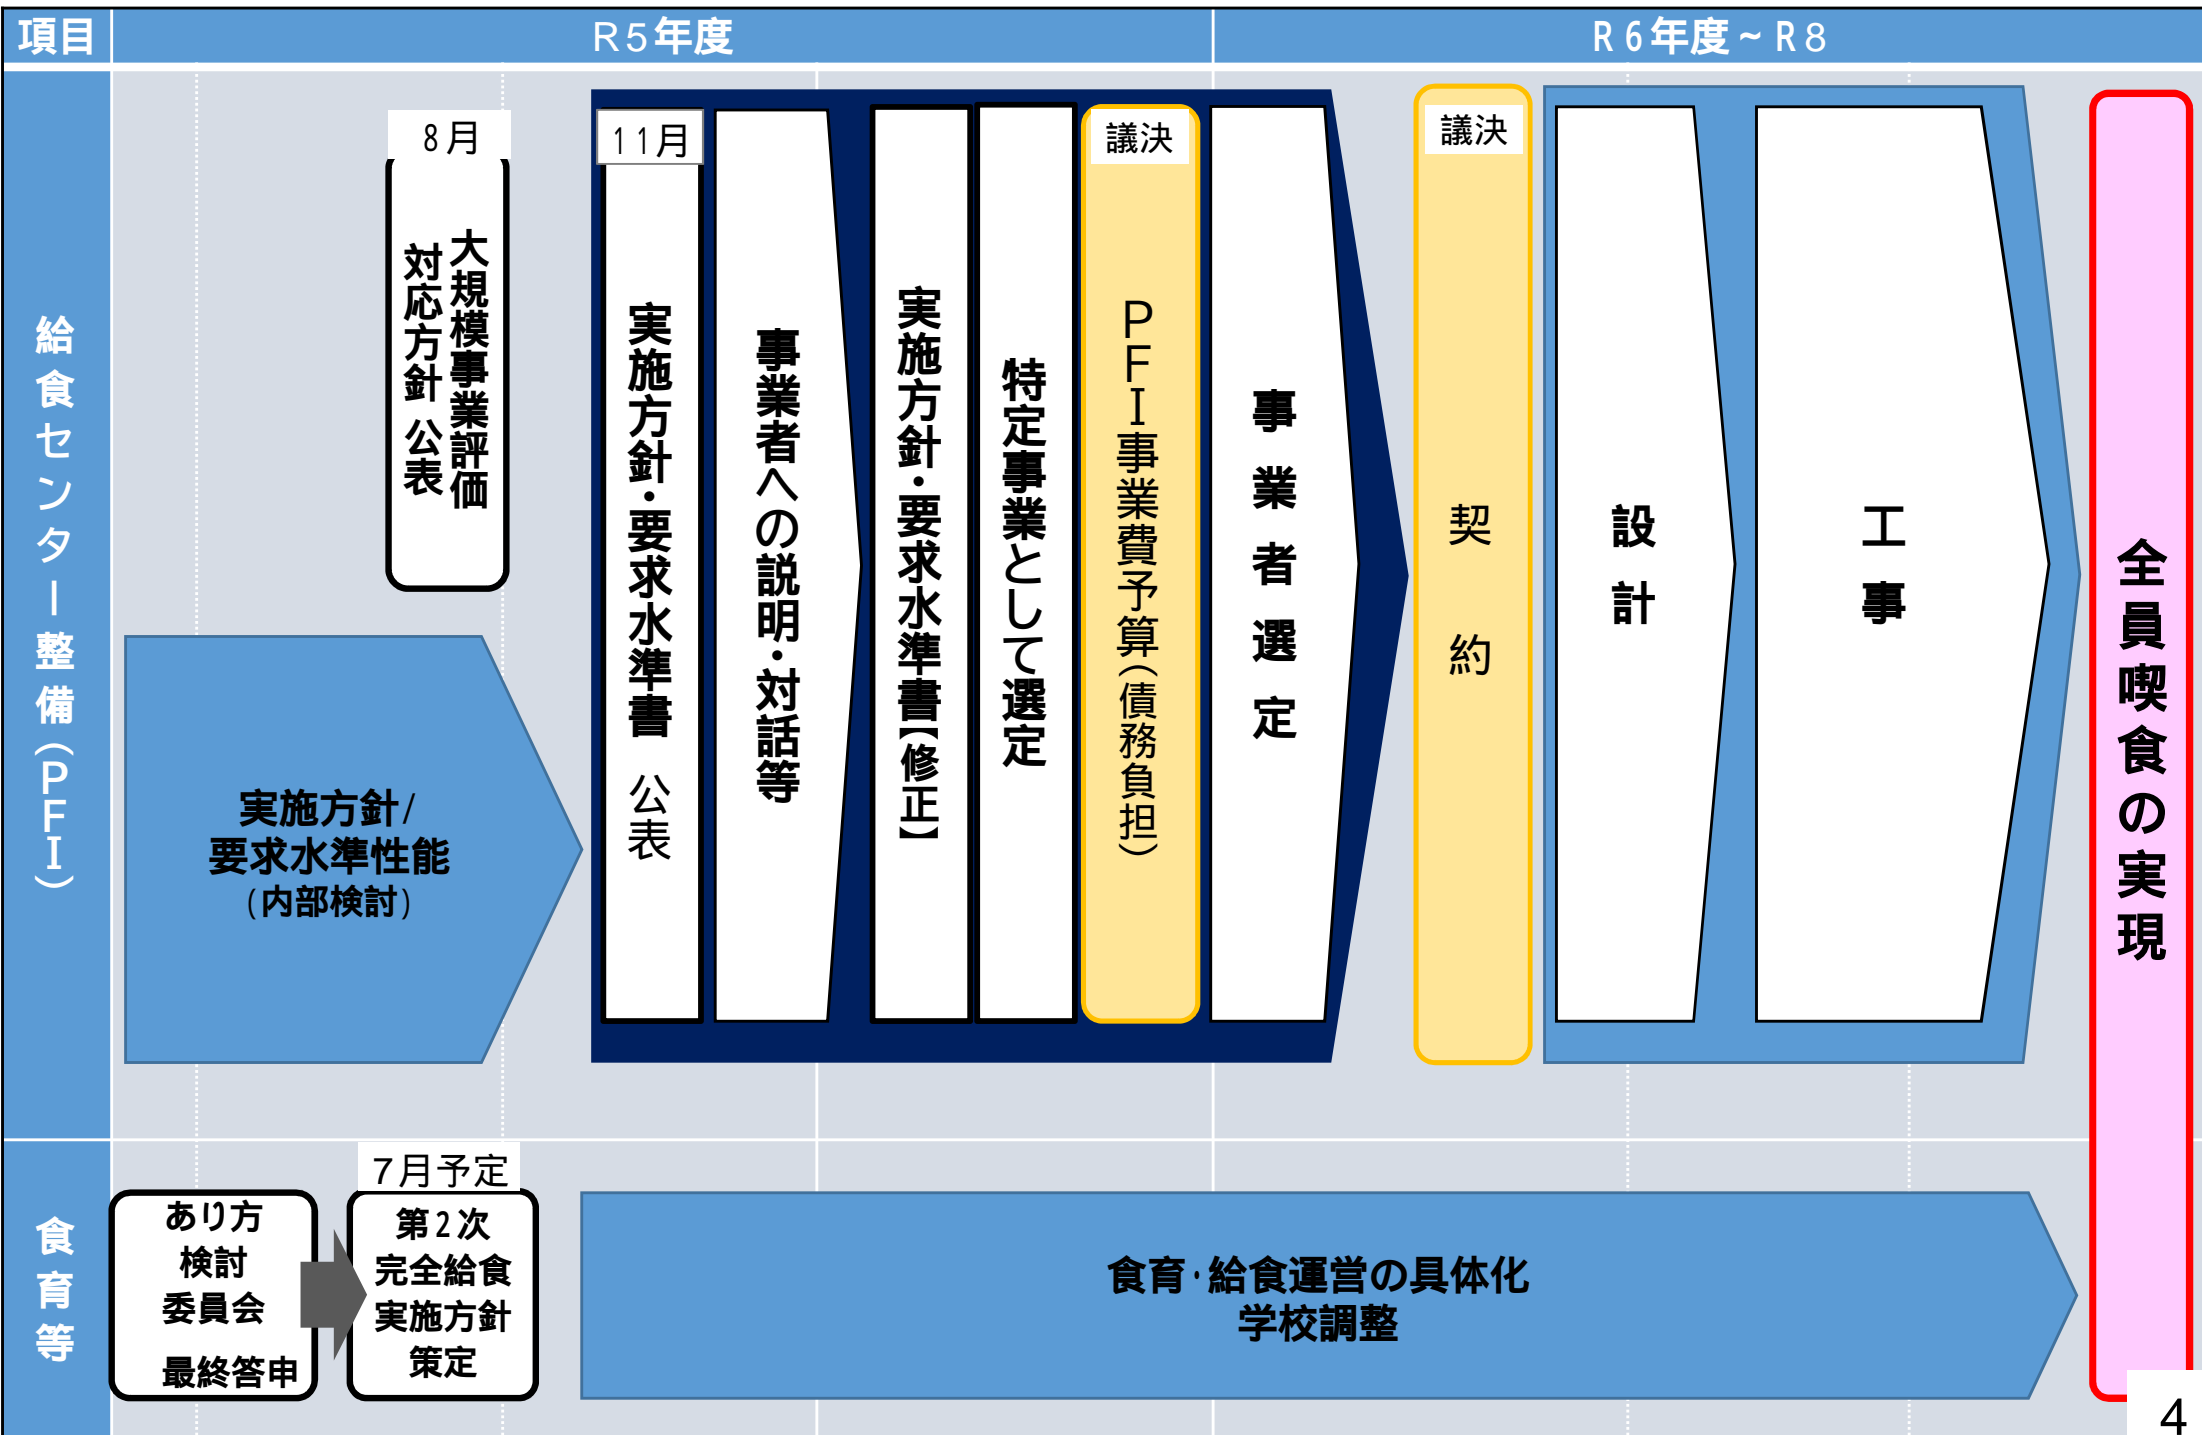 項目
R5年度
R6年度~R8
給食センター整備(PFI)
8月
大規模事業評価
対応方針 公表
実施方針/
要求水準性能
(内部検討)
11月
実施方針・要求水準書 公表
事業者への説明・対話等
実施方針・要求水準書【修正】
特定事業として選定
議決
PFI事業費予算(債務負担)
事業者選定
議決
契約
設計
工事
全員喫食の実現
食育等
あり方
検討
委員会
最終答申
7月予定
第2次
完全給食
実施方針
策定
食育・給食運営の具体化
学校調整
4